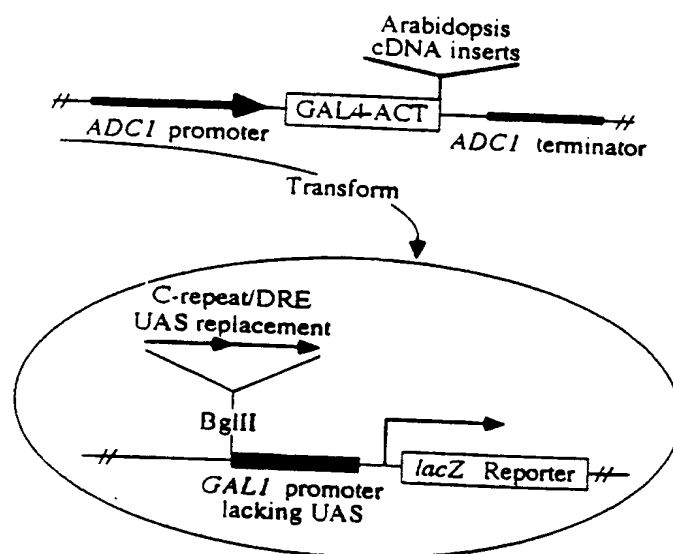 Arabidopsis
cDNA inserts
GAL4-ACT
ADC1 promoter
ADC1 terminator
Transform
C-repeat/DRE
UAS replacement
BglII
lacZ Reporter
GAL1 promoter
lacking UAS